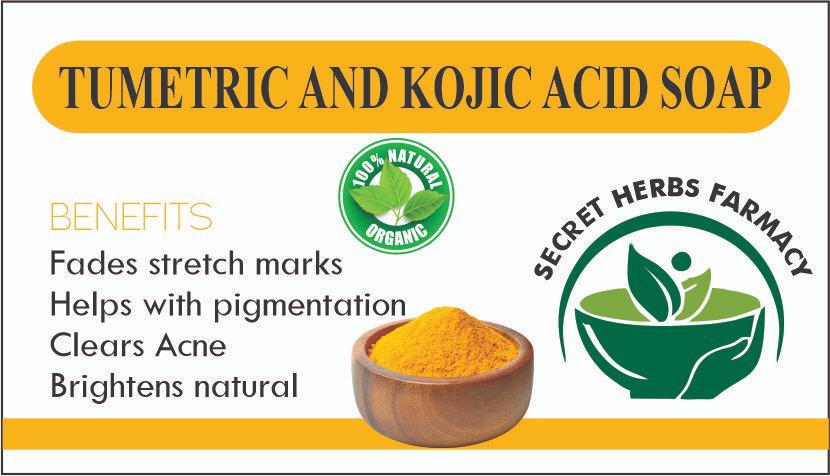 TUMETRIC AND KOJIC ACID SOAP
100% NATURAL
ORGANIC
SECRET HERBS FARMACY
BENEFITS
Fades stretch marks
Helps with pigmentation
Clears Acne
Brightens natural